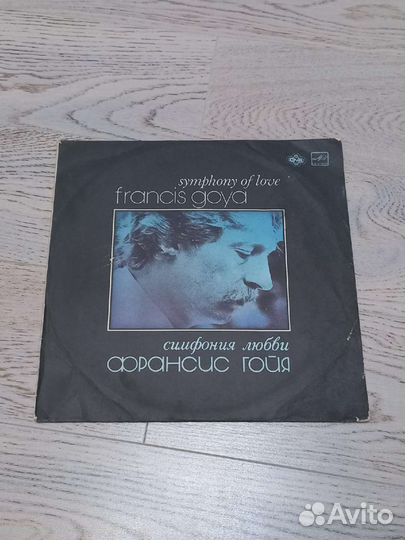 symphony of love
francis goya
симфония любви
франсис гойя
Avito